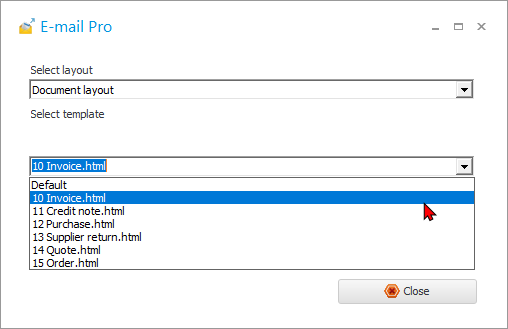 E-mail Pro
Select layout
Document layout
Select template
10 Invoice.html
Default
10 Invoice.html
11 Credit note.html
12 Purchase.html
13 Supplier return.html
14 Quote.html
15 Order.html
Close